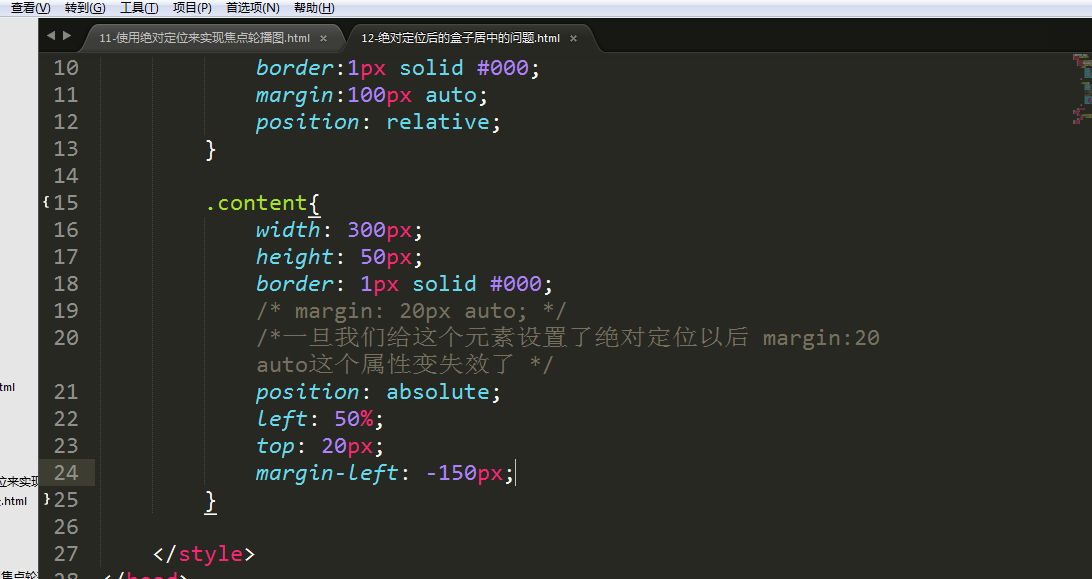 查看(V) 转到(G) 工具(T) 项目(P) 首选项(N) 帮助(H)
11-使用绝对定位来实现焦点轮播图.html × 12-绝对定位后的盒子居中的问题.html ×
10 border:1px solid #000;
11 margin:100px auto;
12 position: relative;
13 }
14
15 .content{
16 width: 300px;
17 height: 50px;
18 border: 1px solid #000;
19 /* margin: 20px auto; */
20 /*一旦我们给这个元素设置了绝对定位以后 margin:20
auto这个属性变失效了 */
tml
21 position: absolute;
22 left: 50%;
23 top: 20px;
24 margin-left: -150px;
位来实现
25 }
.html
26
27 </style>
28 </head>
焦点轮